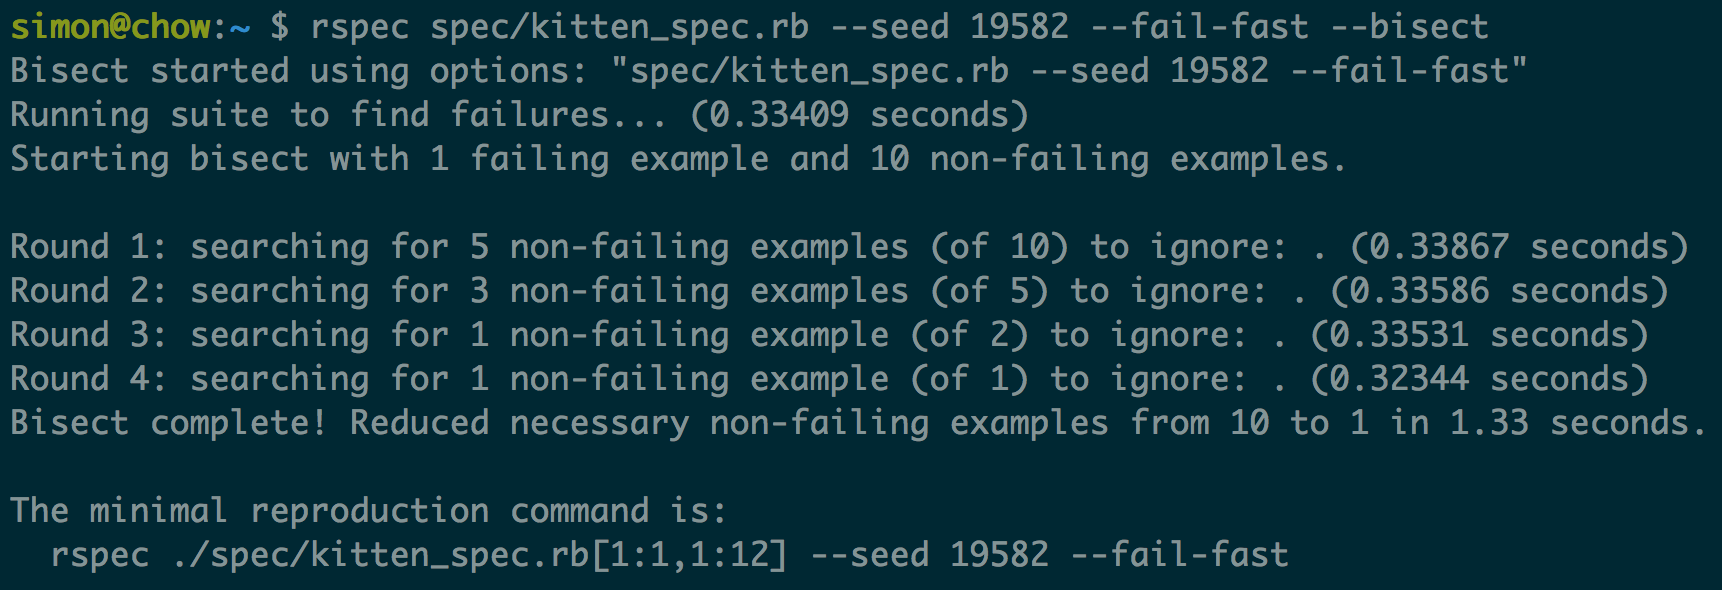 simon@chow:~ $ rspec spec/kitten_spec.rb --seed 19582 --fail-fast --bisect
Bisect started using options: "spec/kitten_spec.rb --seed 19582 --fail-fast"
Running suite to find failures... (0.33409 seconds)
Starting bisect with 1 failing example and 10 non-failing examples.
Round 1: searching for 5 non-failing examples (of 10) to ignore: . (0.33867 seconds)
Round 2: searching for 3 non-failing examples (of 5) to ignore: . (0.33586 seconds)
Round 3: searching for 1 non-failing example (of 2) to ignore: . (0.33531 seconds)
Round 4: searching for 1 non-failing example (of 1) to ignore: . (0.32344 seconds)
Bisect complete! Reduced necessary non-failing examples from 10 to 1 in 1.33 seconds.
The minimal reproduction command is:
rspec ./spec/kitten_spec.rb[1:1,1:12] --seed 19582 --fail-fast